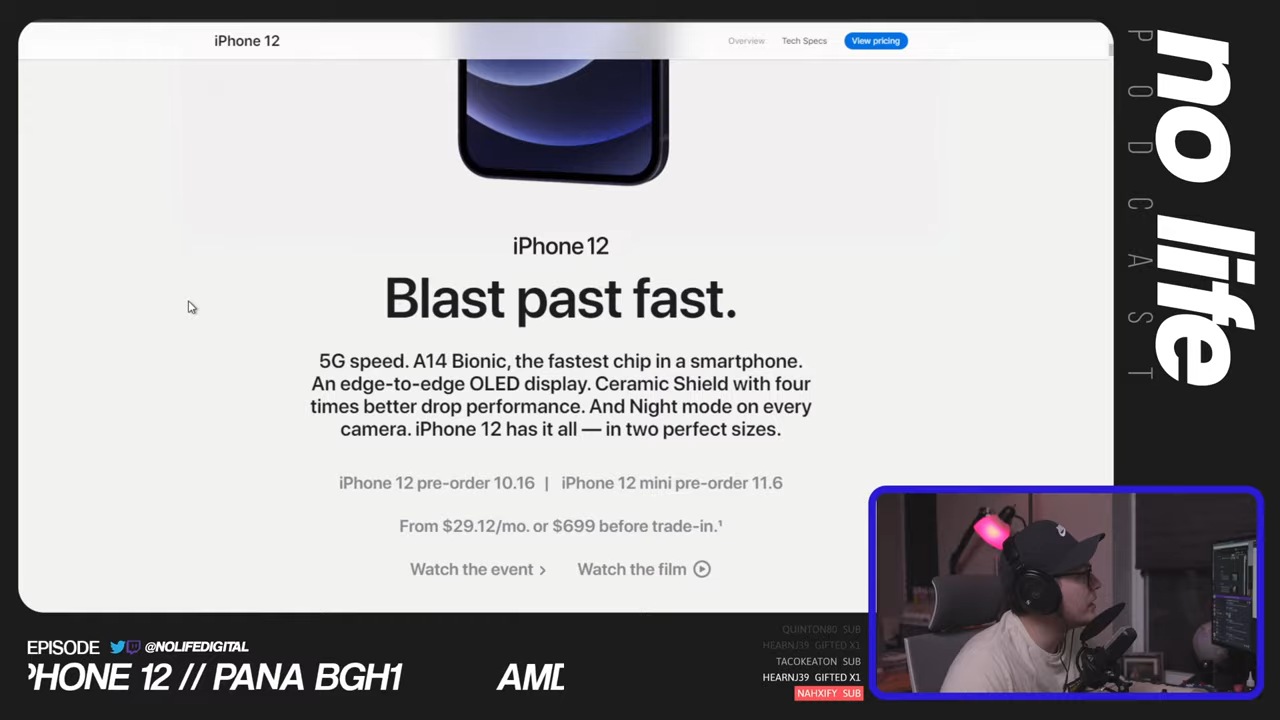 iPhone 12
Overview
Tech Specs
View pricing
iPhone 12
Blast past fast.
5G speed. A14 Bionic, the fastest chip in a smartphone.
An edge-to-edge OLED display. Ceramic Shield with four
times better drop performance. And Night mode on every
camera. iPhone 12 has it all — in two perfect sizes.
iPhone 12 pre-order 10.16 | iPhone 12 mini pre-order 11.6
From $29.12/mo. or $699 before trade-in.¹
Watch the event >
Watch the film
no life
PODCAST
EPISODE @NOLIFEDIGITAL
PHONE 12 // PANA BGH1 AMD
QUINTON80 SUB
HEARNJ39 GIFTED X1
TACOKEATON SUB
HEARNJ39 GIFTED X1
NAHXIFY SUB